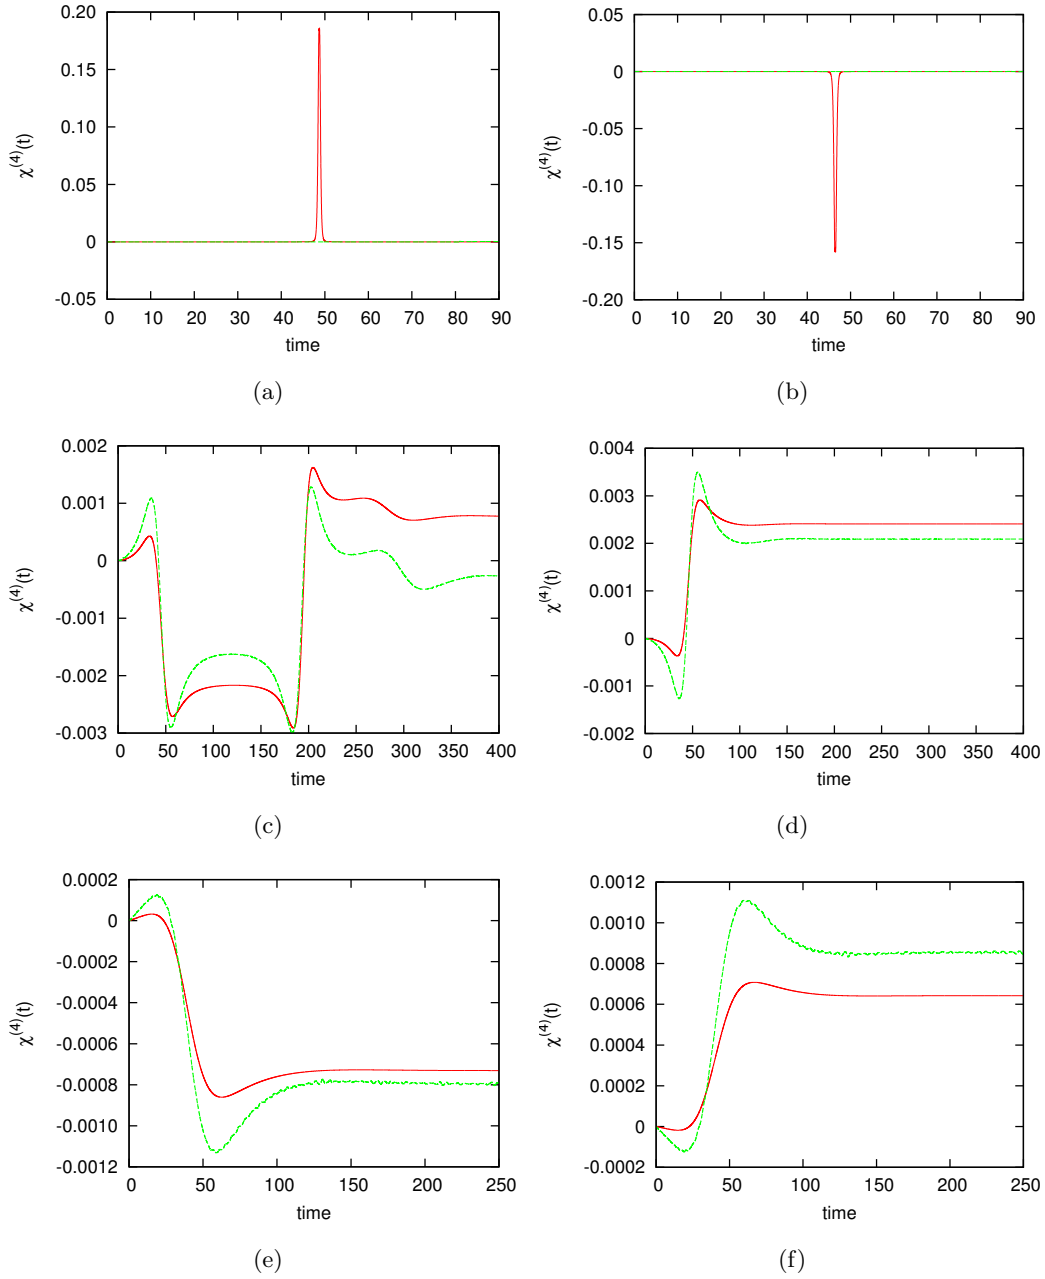 0.20
0.15
0.10
0.05
0
-0.05
χ(4)(t)
0 10 20 30 40 50 60 70 80 90
time
(a)
0.05
0
-0.05
-0.10
-0.15
-0.20
χ(4)(t)
0 10 20 30 40 50 60 70 80 90
time
(b)
0.002
0.001
0
-0.001
-0.002
-0.003
χ(4)(t)
0 50 100 150 200 250 300 350 400
time
(c)
0.004
0.003
0.002
0.001
0
-0.001
-0.002
χ(4)(t)
0 50 100 150 200 250 300 350 400
time
(d)
0.0002
0
-0.0002
-0.0004
-0.0006
-0.0008
-0.0010
-0.0012
χ(4)(t)
0 50 100 150 200 250
time
(e)
0.0012
0.0010
0.0008
0.0006
0.0004
0.0002
0
-0.0002
χ(4)(t)
0 50 100 150 200 250
time
(f)